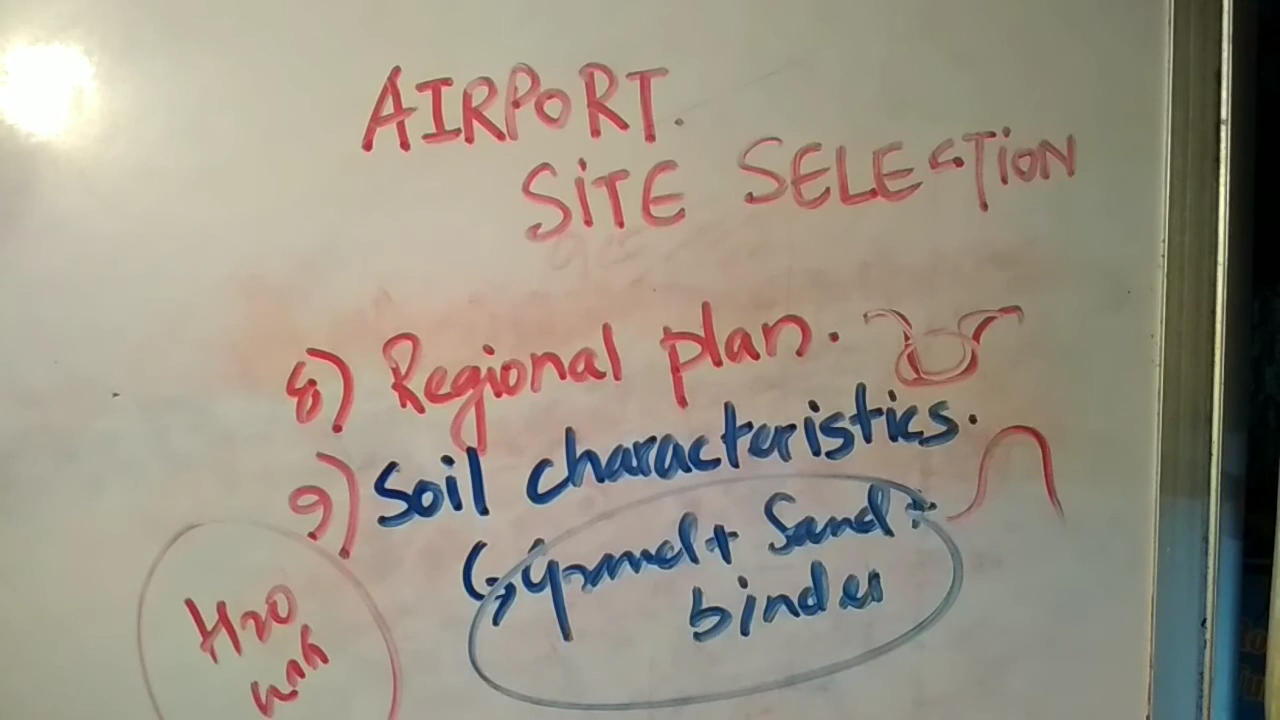 AIRPORT.
SITE SELECTION
8) Regional plan.
9) Soil characteristics.
Gravel + Sand +
binder
H2O